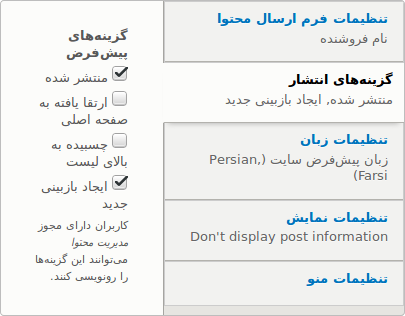 تنظیمات فرم ارسال محتوا
نام فروشنده
گزینه‌های انتشار
منتشر شده, ایجاد بازبینی جدید
تنظیمات زبان
زبان پیش‌فرض سایت (Persian,
Farsi)
تنظیمات نمایش
Don't display post information
تنظیمات منو
گزینه‌های
پیش‌فرض
منتشر شده
ارتقا یافته به
صفحه اصلی
چسبیده به
بالای لیست
ایجاد بازبینی
جدید
کاربران دارای مجوز
مدیریت محتوا
می‌توانند این گزینه‌ها
را رونویسی کنند.